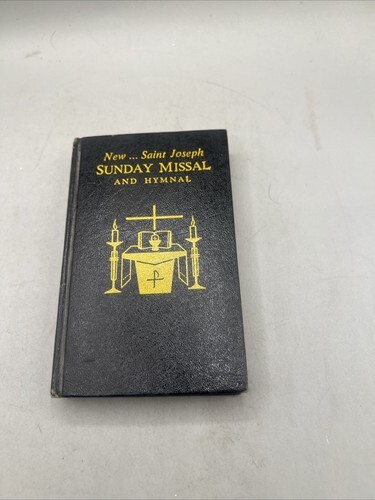 New ... Saint Joseph
SUNDAY MISSAL
AND HYMNAL